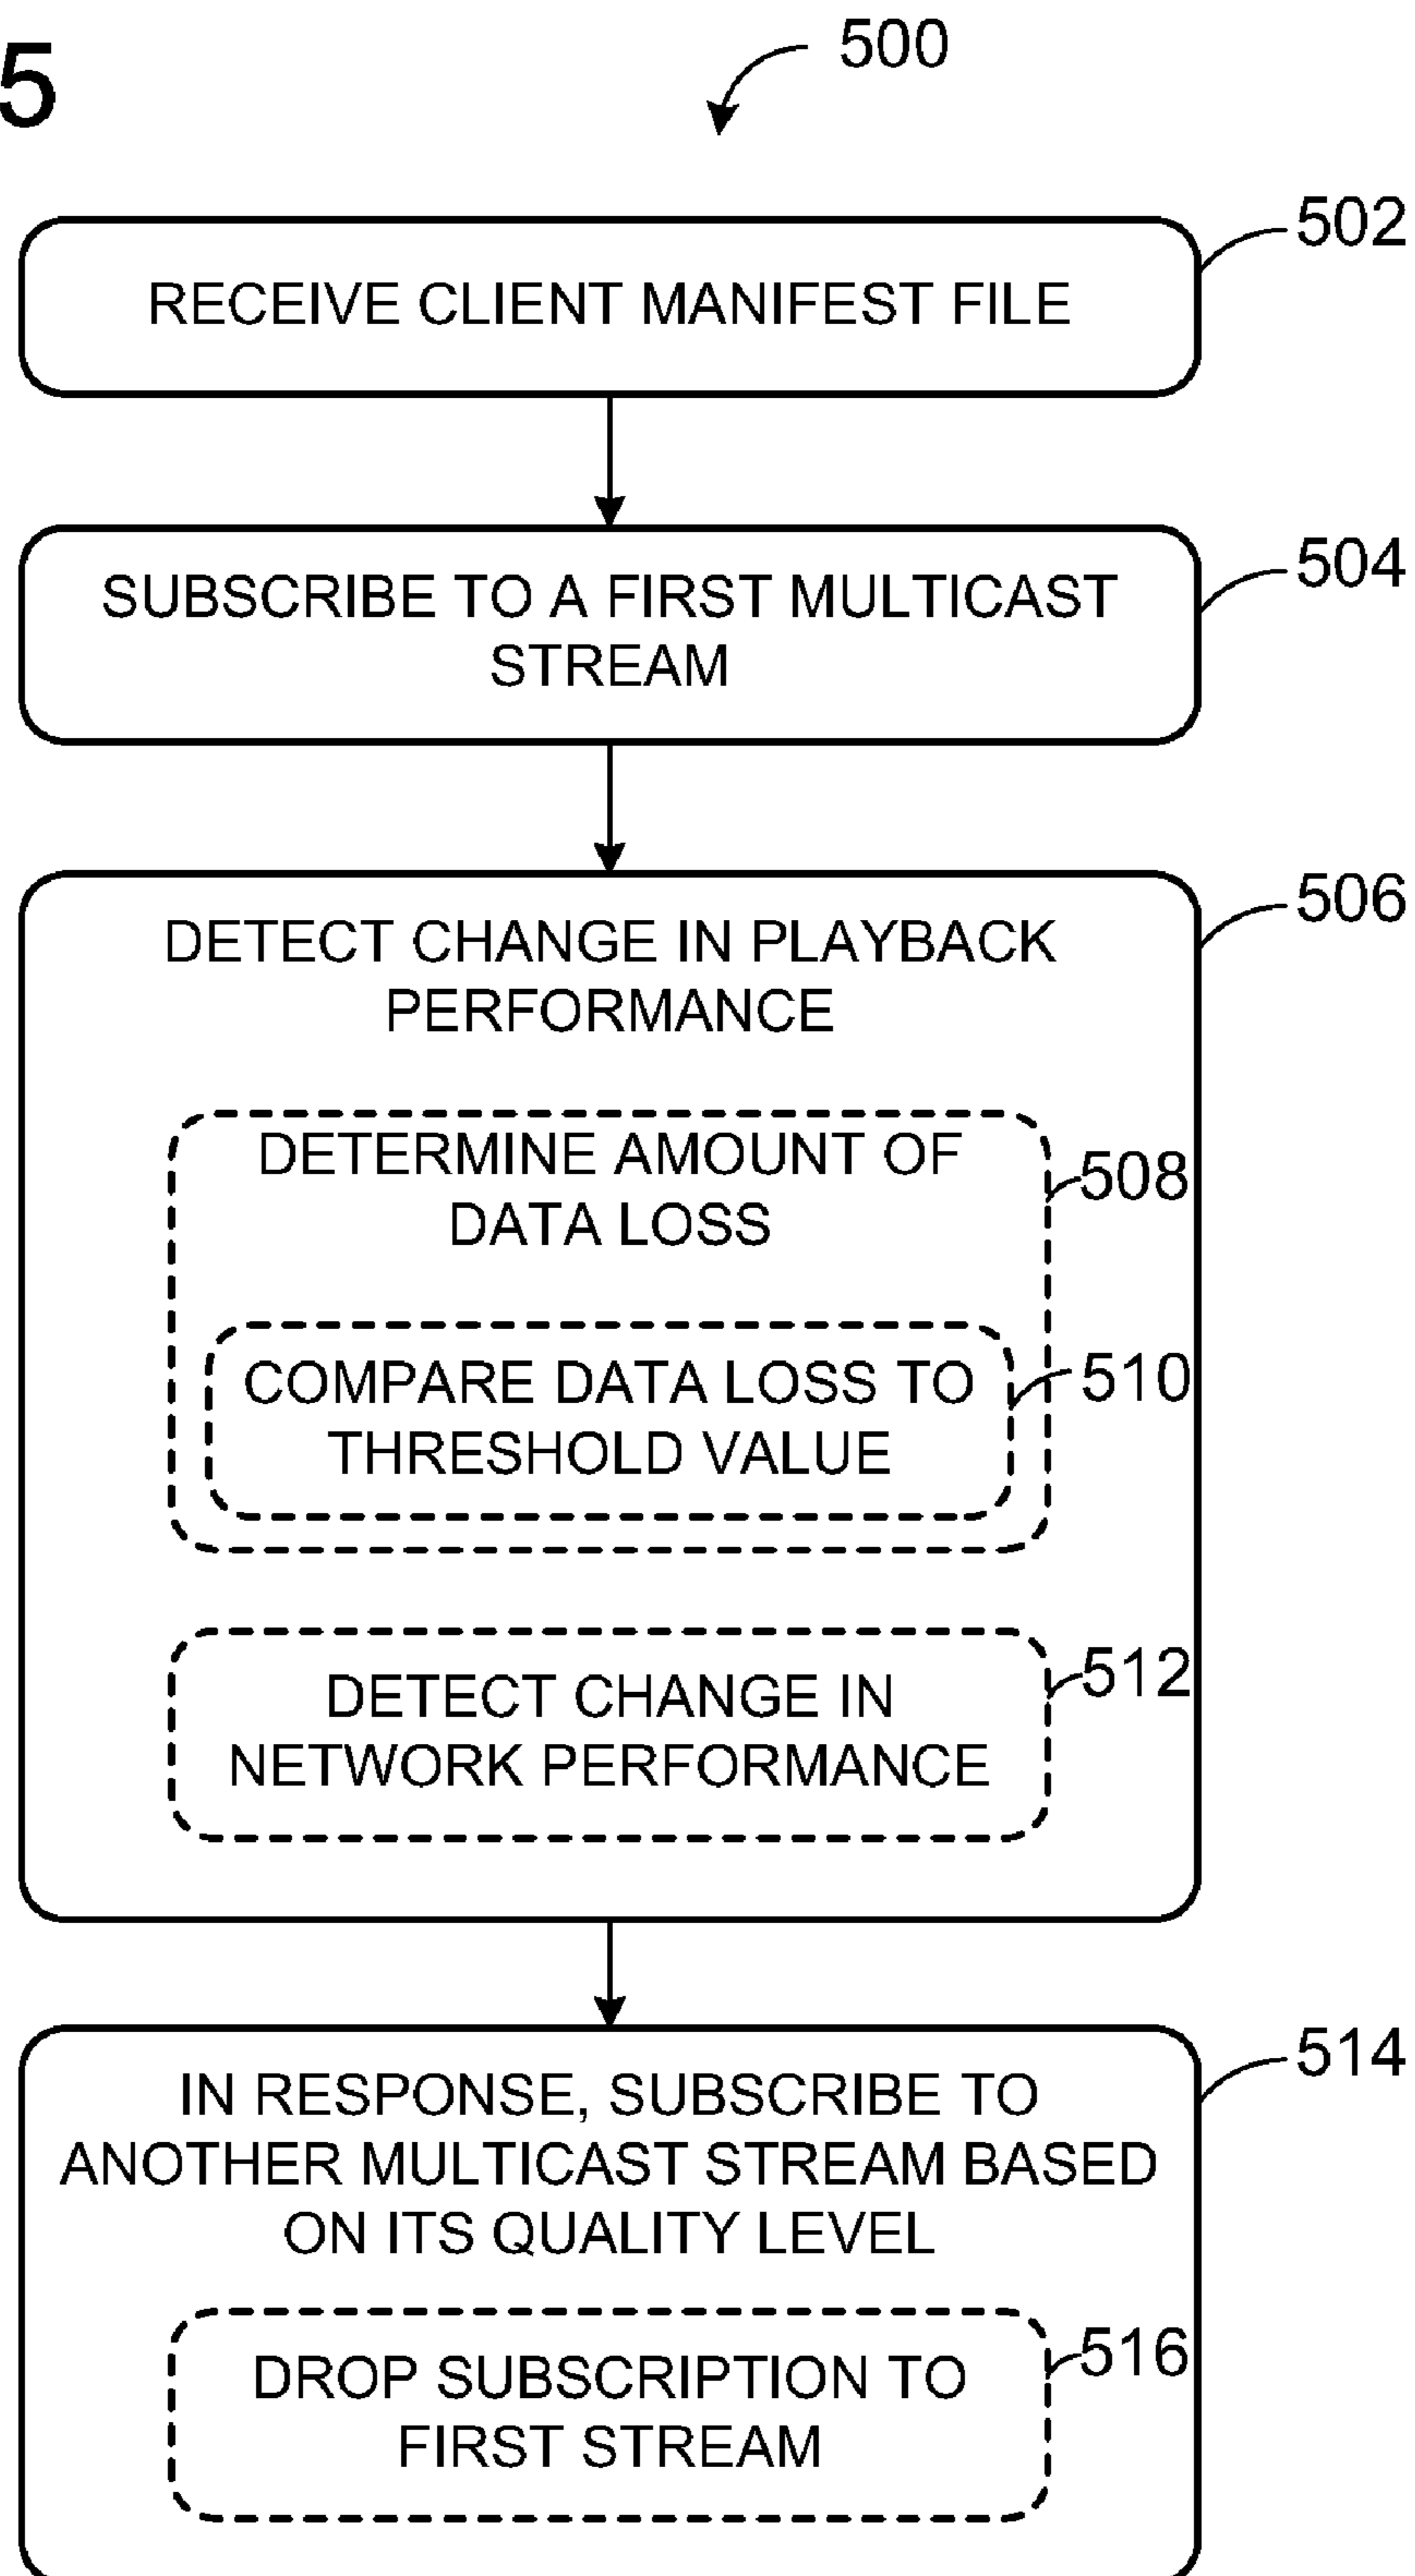 5
500
502
RECEIVE CLIENT MANIFEST FILE
504
SUBSCRIBE TO A FIRST MULTICAST
STREAM
506
DETECT CHANGE IN PLAYBACK
PERFORMANCE
DETERMINE AMOUNT OF
DATA LOSS
508
COMPARE DATA LOSS TO
THRESHOLD VALUE
510
DETECT CHANGE IN
NETWORK PERFORMANCE
512
514
IN RESPONSE, SUBSCRIBE TO
ANOTHER MULTICAST STREAM BASED
ON ITS QUALITY LEVEL
DROP SUBSCRIPTION TO
FIRST STREAM
516